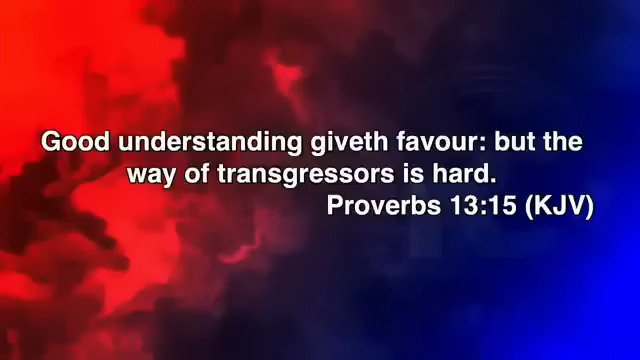 Good understanding giveth favour: but the
way of transgressors is hard.
Proverbs 13:15 (KJV)